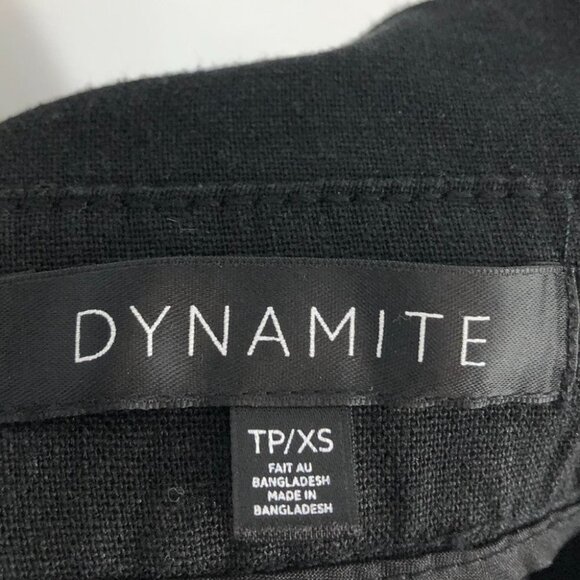 DYNAMITE
TP/XS
FAIT AU
BANGLADESH
MADE IN
BANGLADESH